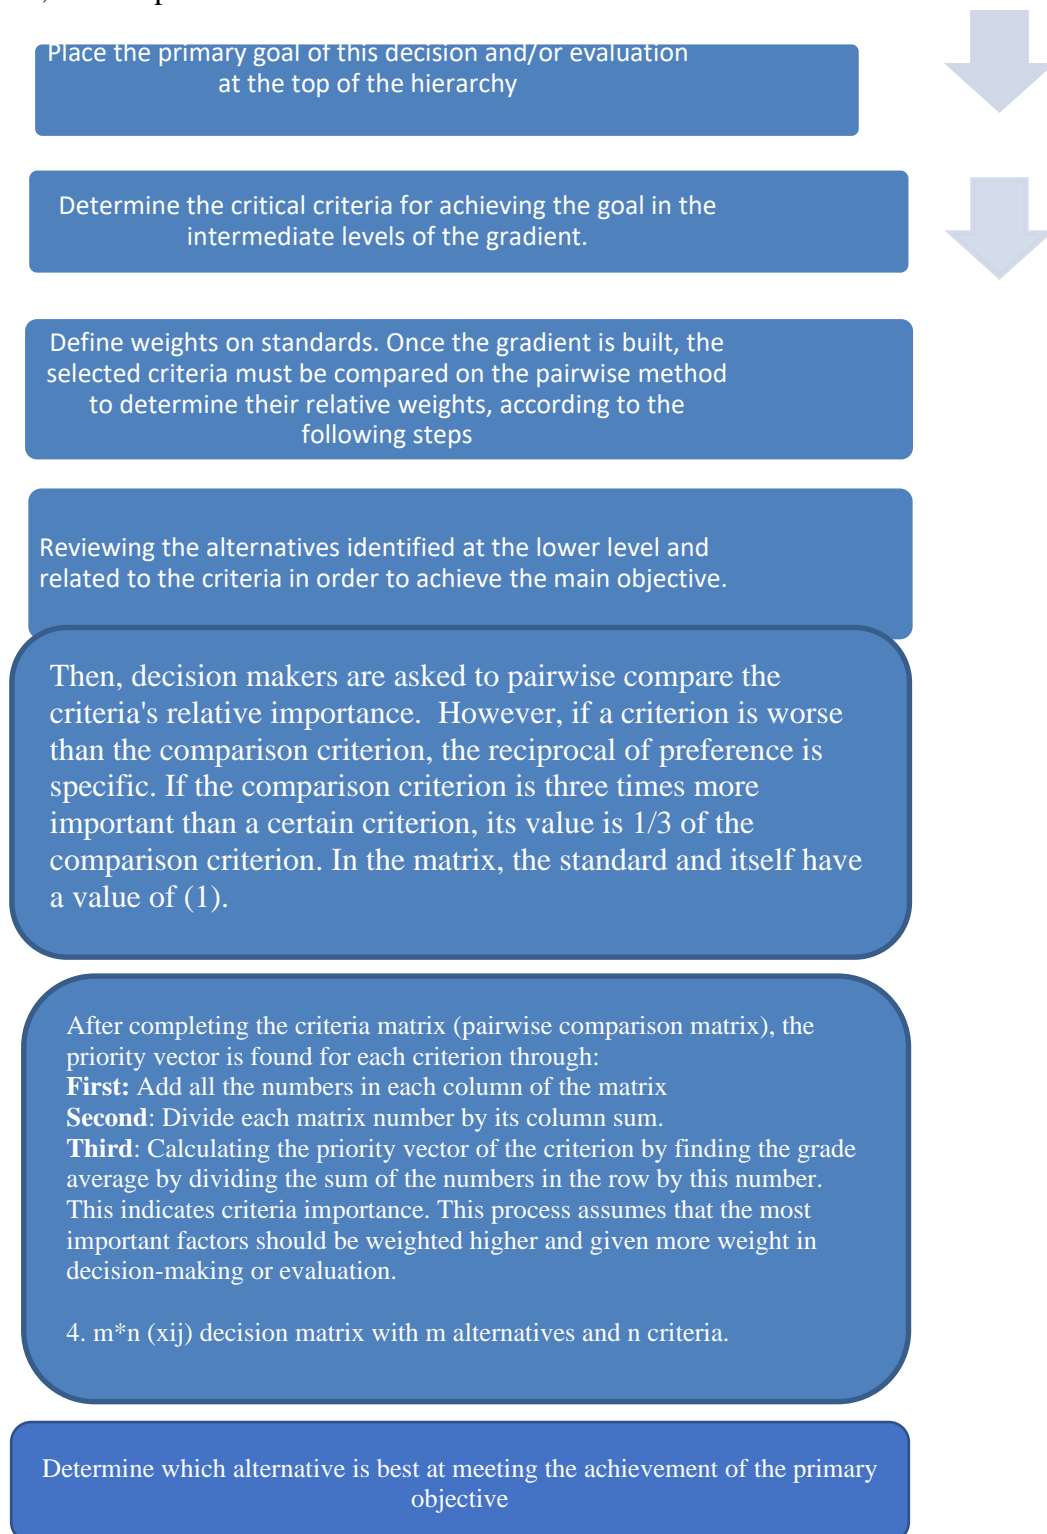 Place the primary goal of this decision and/or evaluation
at the top of the hierarchy
Determine the critical criteria for achieving the goal in the
intermediate levels of the gradient.
Define weights on standards. Once the gradient is built, the
selected criteria must be compared on the pairwise method
to determine their relative weights, according to the
following steps
Reviewing the alternatives identified at the lower level and
related to the criteria in order to achieve the main objective.
Then, decision makers are asked to pairwise compare the
criteria's relative importance.  However, if a criterion is worse
than the comparison criterion, the reciprocal of preference is
specific. If the comparison criterion is three times more
important than a certain criterion, its value is 1/3 of the
comparison criterion. In the matrix, the standard and itself have
a value of (1).
After completing the criteria matrix (pairwise comparison matrix), the
priority vector is found for each criterion through:
First: Add all the numbers in each column of the matrix
Second: Divide each matrix number by its column sum.
Third: Calculating the priority vector of the criterion by finding the grade
average by dividing the sum of the numbers in the row by this number.
This indicates criteria importance. This process assumes that the most
important factors should be weighted higher and given more weight in
decision-making or evaluation.
4. m*n (xij) decision matrix with m alternatives and n criteria.
Determine which alternative is best at meeting the achievement of the primary
objective